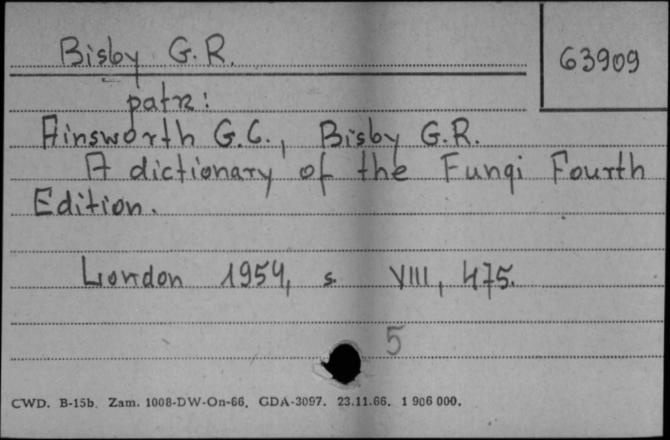 Bisby G.R.
63909
patrz:
Ainsworth G.C., Bisby G.R.
A dictionary of the Fungi Fourth
Edition.
London 1954, s. VIII, 475.
5
CWD. B-15b. Zam. 1008-DW-On-66. GDA-3097. 23.11.66. 1 906 000.